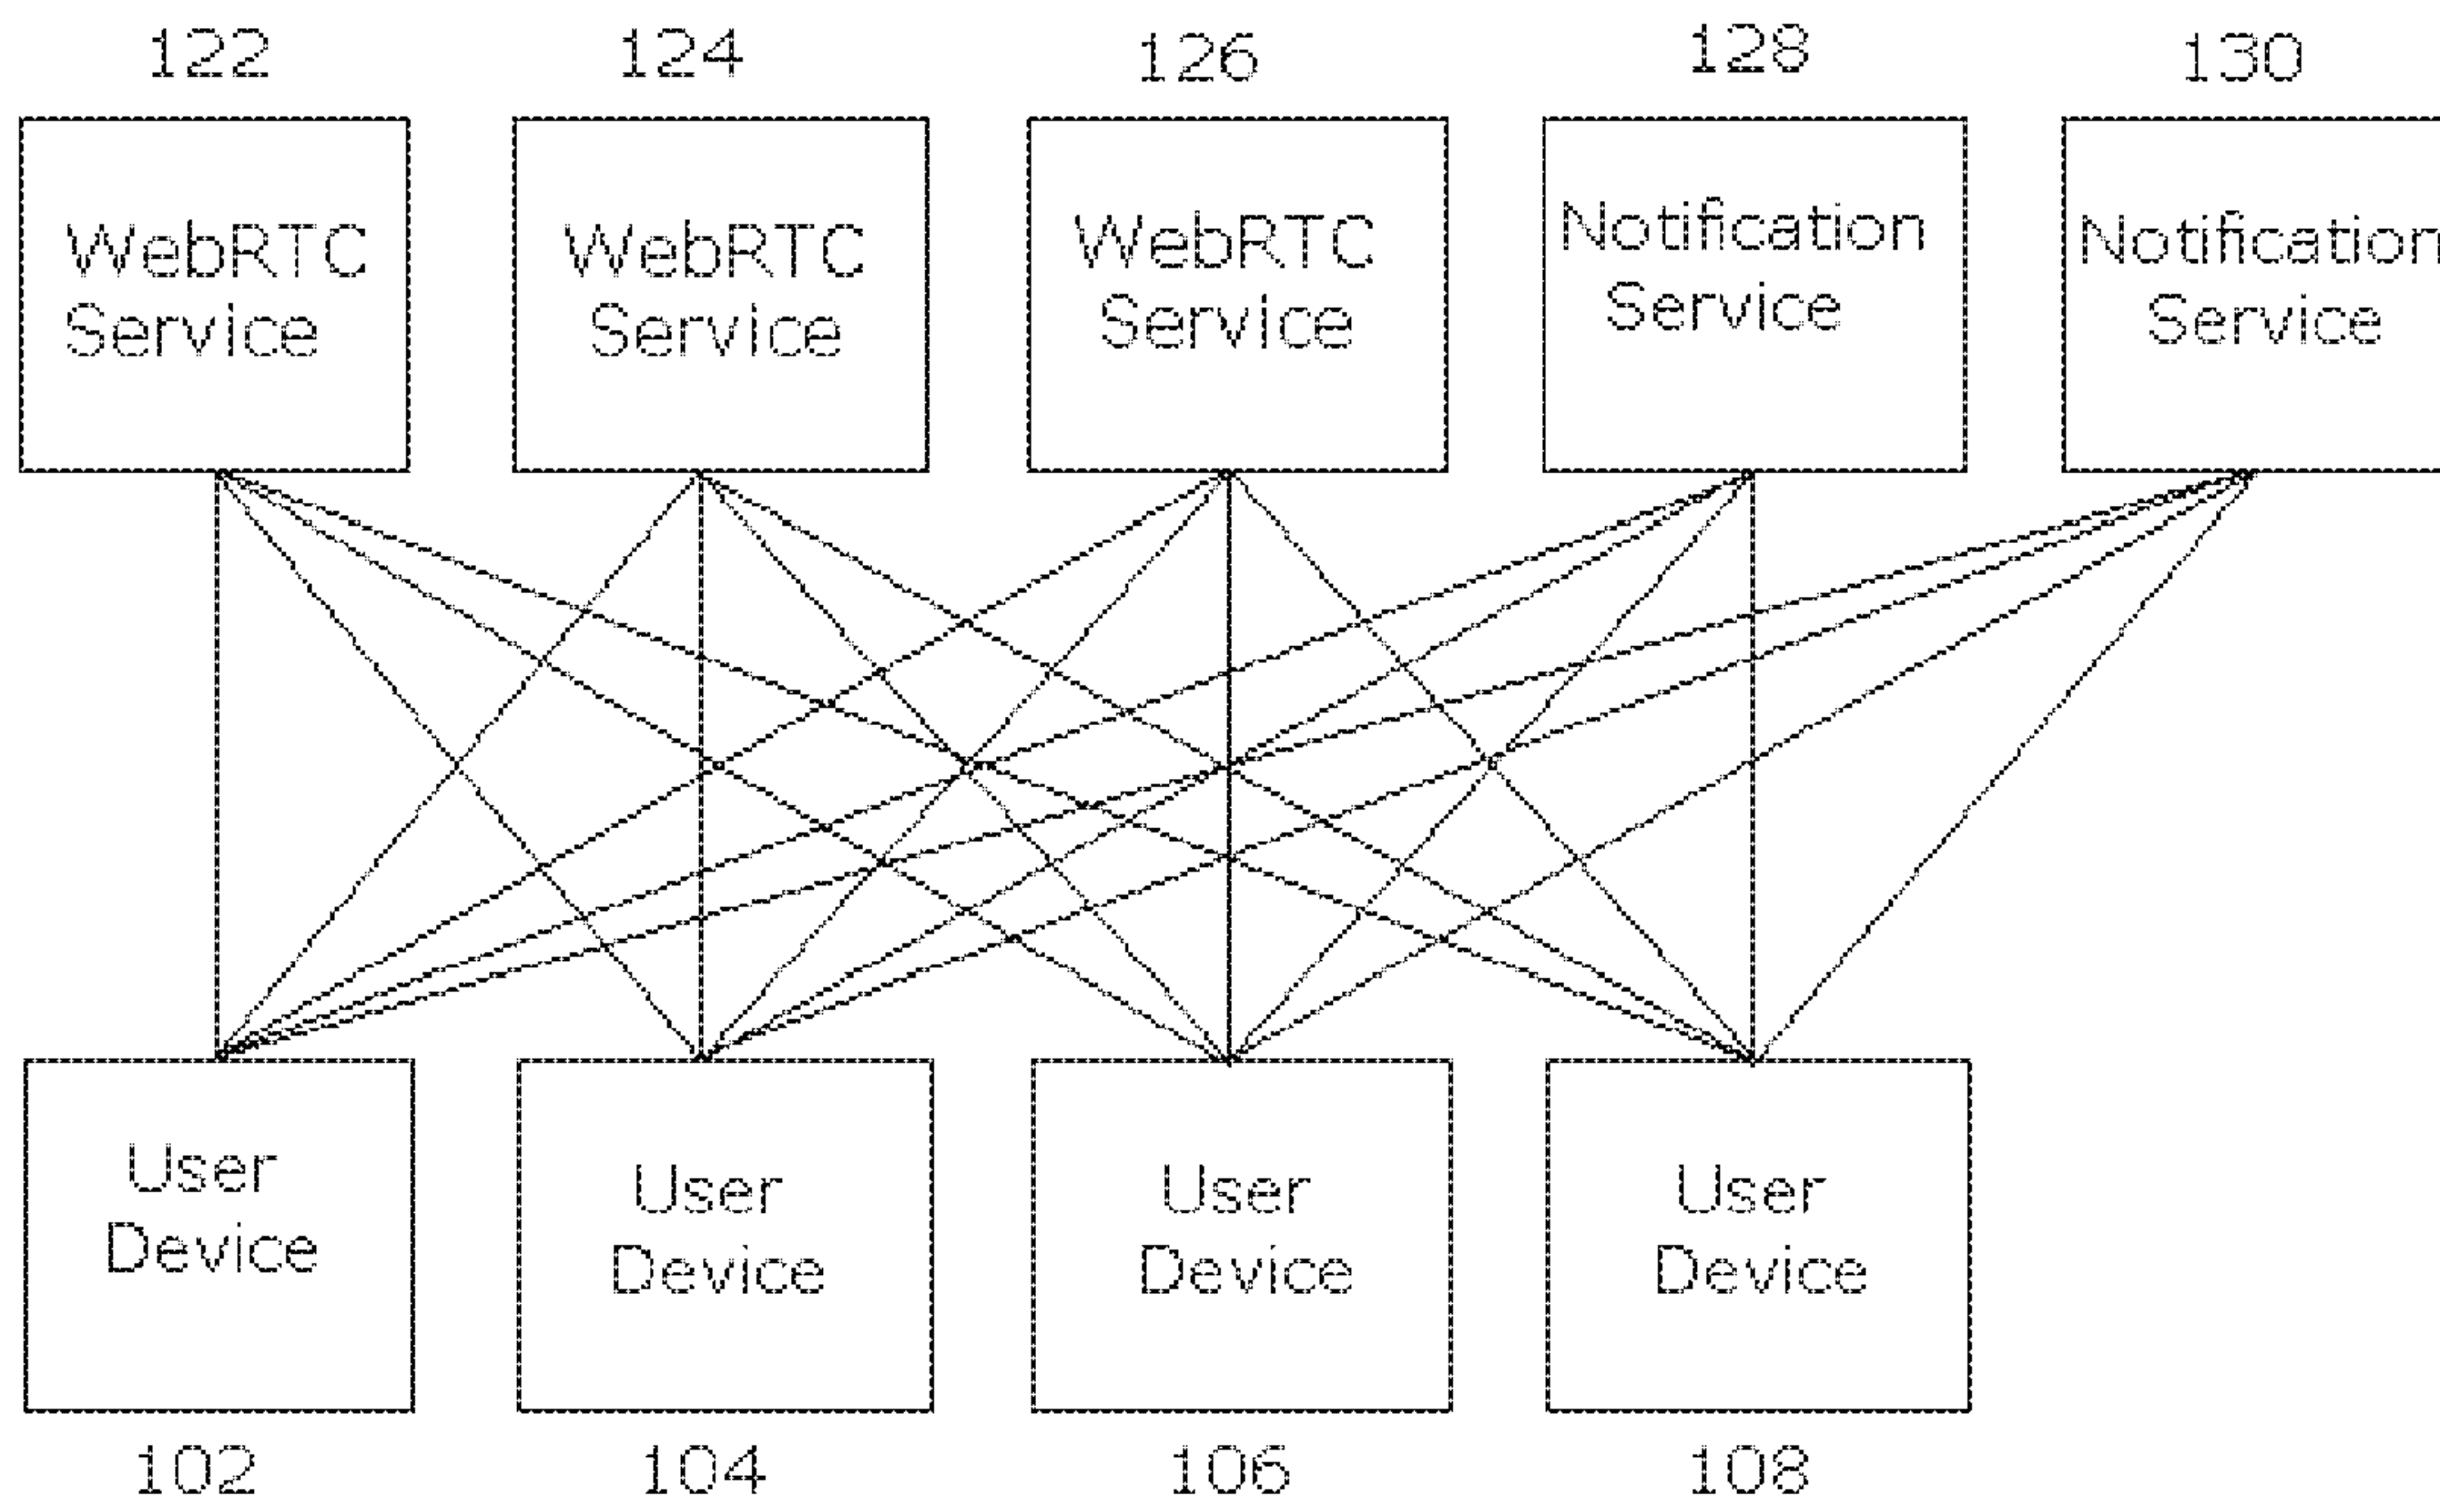 122
124
126
128
130
WebRTC
Service
WebRTC
Service
WebRTC
Service
Notification
Service
Notification
Service
User
Device
User
Device
User
Device
User
Device
102
104
106
108